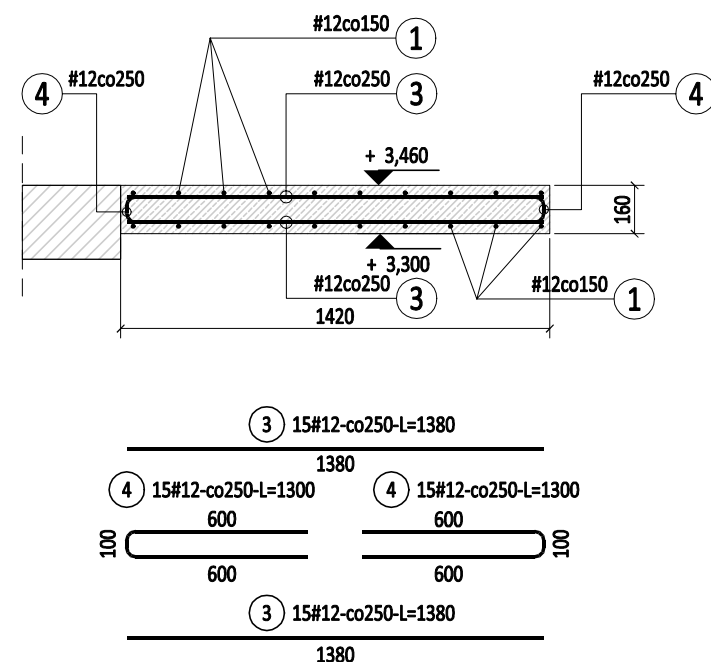 #12co150 1
4 #12co250
#12co250 3
#12co250 4
+ 3,460
160
+ 3,300
#12co250 3
#12co150 1
1420
3 15#12-co250-L=1380
1380
4 15#12-co250-L=1300
4 15#12-co250-L=1300
600
600
100
100
600
600
3 15#12-co250-L=1380
1380